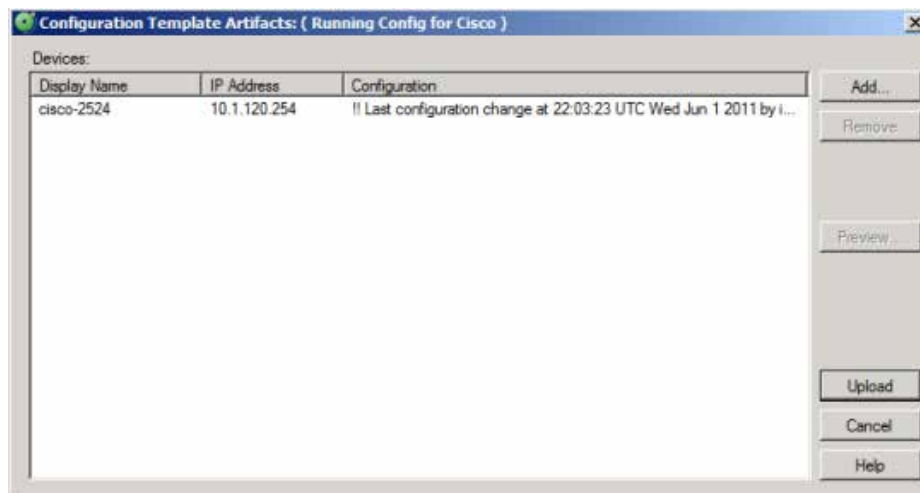 Configuration Template Artifacts: ( Running Config for Cisco )
Devices:
Display Name IP Address Configuration
cisco-2524 10.1.120.254 !! Last configuration change at 22:03:23 UTC Wed Jun 1 2011 by i...
Add...
Remove
Preview...
Upload
Cancel
Help